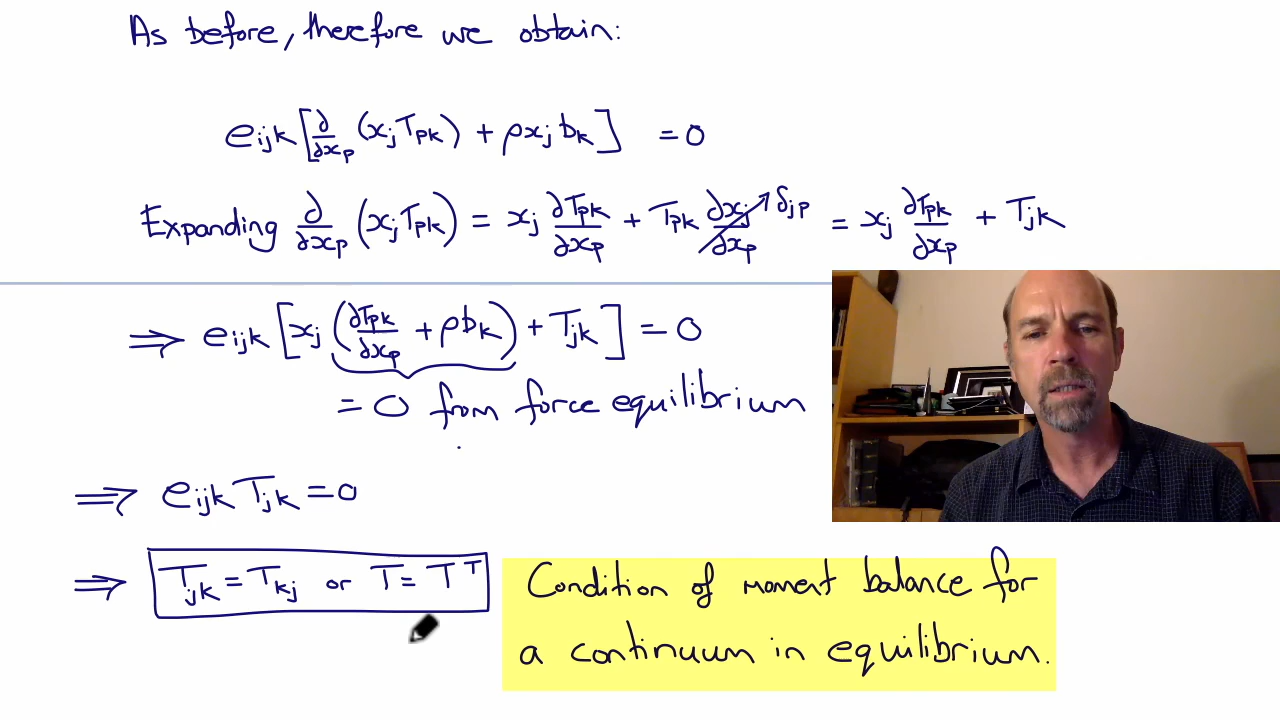 As before, therefore we obtain:
e_ijk [∂/∂x_p (x_j T_pk) + ρx_j b_k] = 0
Expanding ∂/∂x_p (x_j T_pk) = x_j ∂T_pk/∂x_p + T_pk ∂x_j/∂x_p δ_jp = x_j ∂T_pk/∂x_p + T_jk
⇒ e_ijk [x_j (∂T_pk/∂x_p + ρb_k) + T_jk] = 0
= 0 from force equilibrium
⇒ e_ijk T_jk = 0
⇒ T_jk = T_kj or T = T^T
Condition of moment balance for
a continuum in equilibrium.